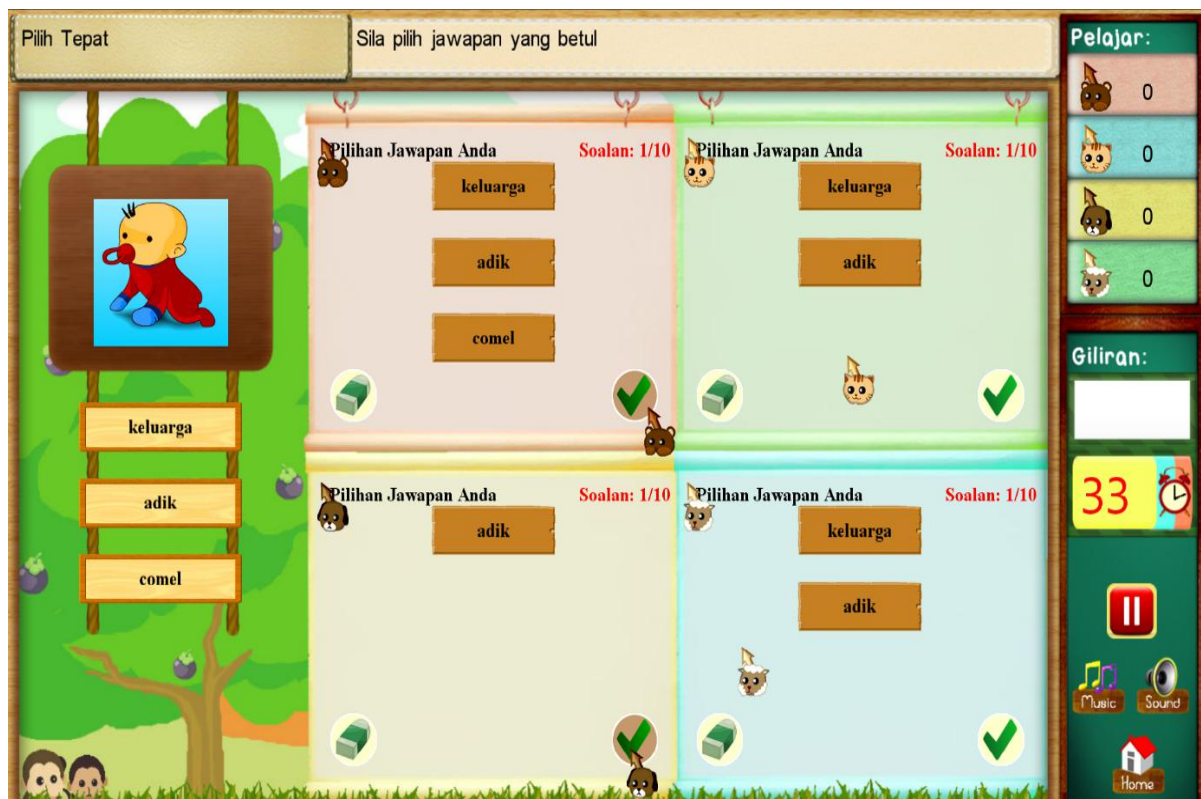 Pilih Tepat
Sila pilih jawapan yang betul
keluarga
adik
comel
Pilihan Jawapan Anda Soalan: 1/10
keluarga
adik
comel
Pilihan Jawapan Anda Soalan: 1/10
keluarga
adik
Pilihan Jawapan Anda Soalan: 1/10
adik
Pilihan Jawapan Anda Soalan: 1/10
keluarga
adik
Pelajar:
0
0
0
0
Giliran:
33
Music Sound
Home